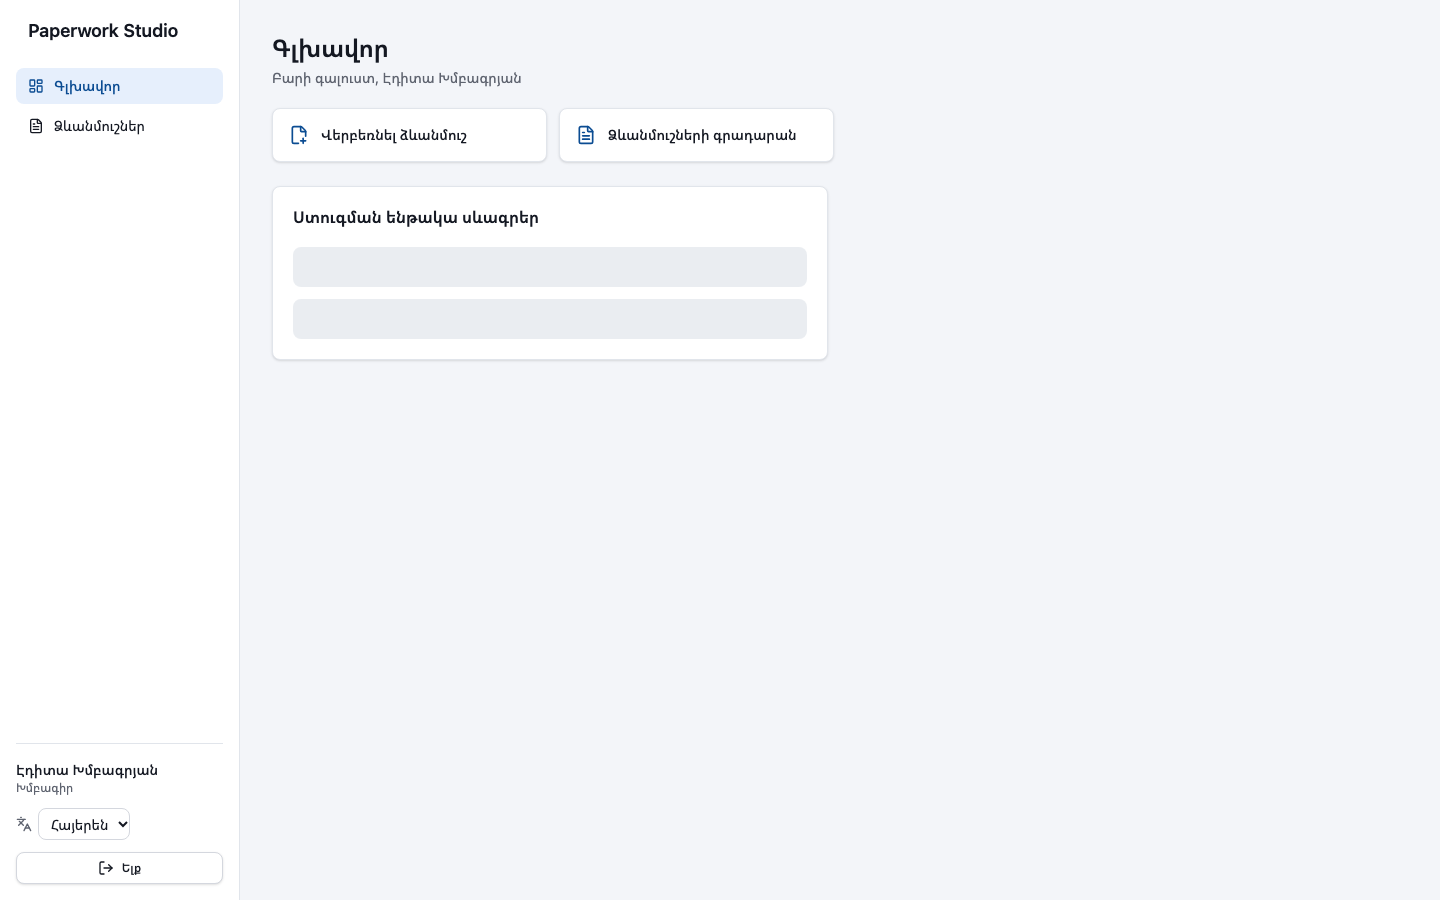 Paperwork Studio
Գլխավոր
Ձևանմուշներ
Էդիտա Խմբագրյան
Խմբագիր
Հայերեն
Ելք
Գլխավոր
Բարի գալուստ, Էդիտա Խմբագրյան
Վերբեռնել ձևանմուշ
Ձևանմուշների գրադարան
Ստուգման ենթակա սևագրեր